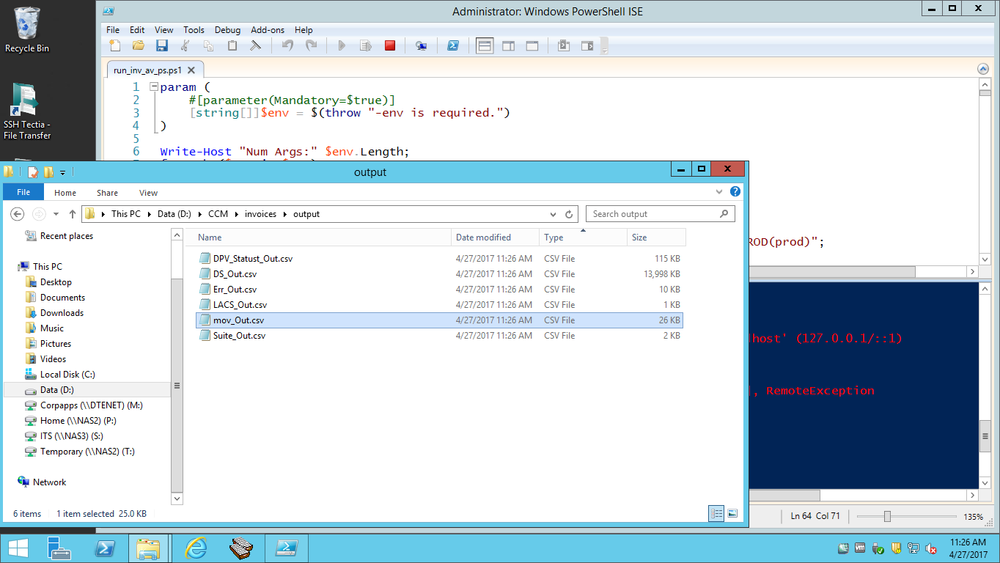 Recycle Bin
SSH Tectia -
File Transfer
Administrator: Windows PowerShell ISE
File Edit View Tools Debug Add-ons Help
run_inv_av_ps.ps1
1 param (
2 #[parameter(Mandatory=$true)]
3 [string[]]$env = $(throw "-env is required.")
4 )
5
6 Write-Host "Num Args:" $env.Length;
ROD(prod)";
host' (127.0.0.1/::1)
], RemoteException
Ln 64 Col 71
135%
output
File Home Share View
This PC Data (D:) CCM invoices output
Search output
Recent places
This PC
Desktop
Documents
Downloads
Music
Pictures
Videos
Local Disk (C:)
Data (D:)
Corpapps (\\DTENET) (M:)
Home (\\NAS2) (P:)
ITS (\\NAS3) (S:)
Temporary (\\NAS2) (T:)
Network
Name Date modified Type Size
DPV_Statust_Out.csv 4/27/2017 11:26 AM CSV File 115 KB
DS_Out.csv 4/27/2017 11:26 AM CSV File 13,998 KB
Err_Out.csv 4/27/2017 11:26 AM CSV File 10 KB
LACS_Out.csv 4/27/2017 11:26 AM CSV File 1 KB
mov_Out.csv 4/27/2017 11:26 AM CSV File 26 KB
Suite_Out.csv 4/27/2017 11:26 AM CSV File 2 KB
6 items 1 item selected 25.0 KB
11:26 AM
4/27/2017